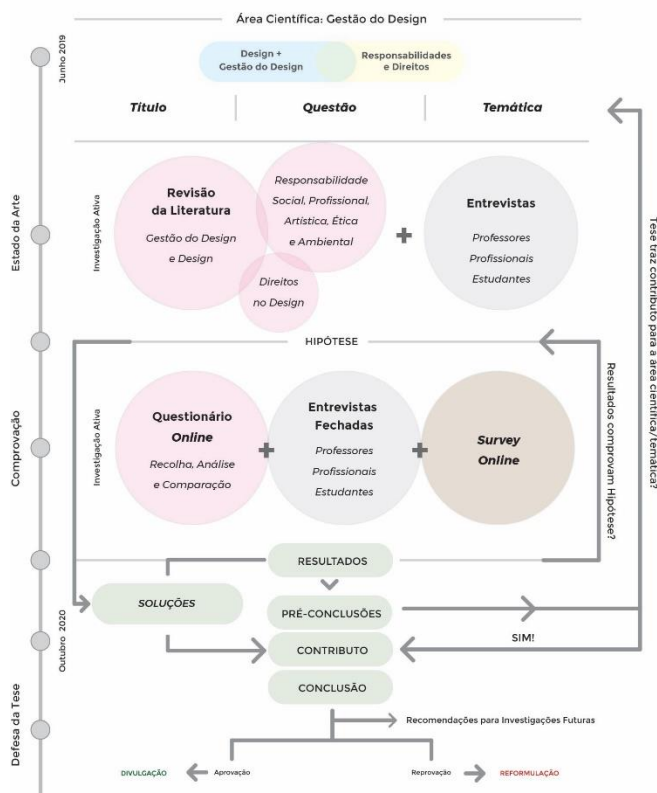 Área Científica: Gestão do Design
Junho 2019
Design +
Gestão do Design
Responsabilidades
e Direitos
Título
Questão
Temática
Estado da Arte
Investigação Ativa
Revisão
da Literatura
Gestão do Design
e Design
Responsabilidade
Social, Profissional,
Artística, Ética
e Ambiental
Direitos
no Design
+
Entrevistas
Professores
Profissionais
Estudantes
Tese traz contributo para a área científica/temática?
HIPÓTESE
Comprovação
Investigação Ativa
Questionário
Online
Recolha, Análise
e Comparação
+
Entrevistas
Fechadas
Professores
Profissionais
Estudantes
+
Survey
Online
Resultados comprovam Hipótese?
RESULTADOS
SOLUÇÕES
PRÉ-CONCLUSÕES
Outubro 2020
CONTRIBUTO
SIM!
CONCLUSÃO
Defesa da Tese
Recomendações para Investigações Futuras
DIVULGAÇÃO
Aprovação
Reprovação
REFORMULAÇÃO